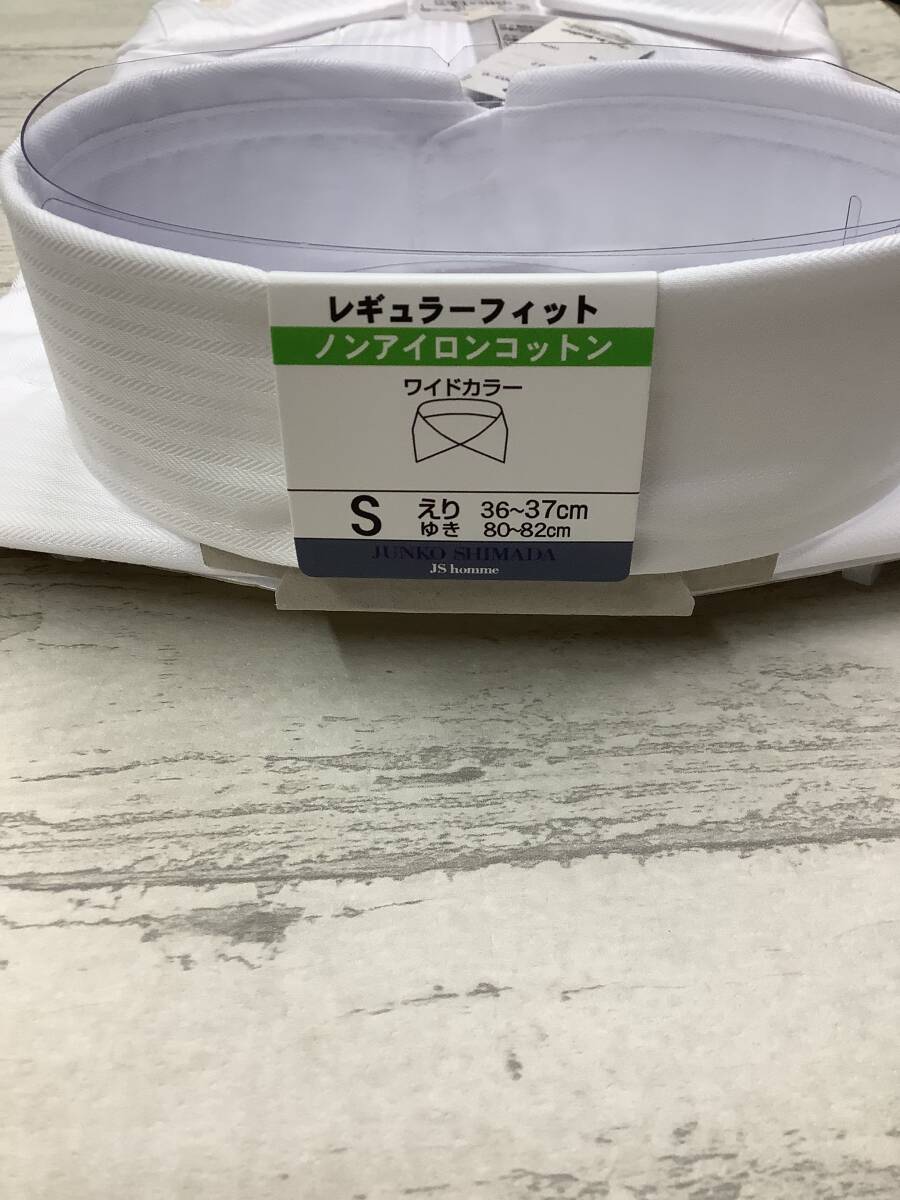 レギュラーフィット
ノンアイロンコットン
ワイドカラー
S えり 36~37cm
ゆき 80~82cm
JUNKO SHIMADA
JS homme